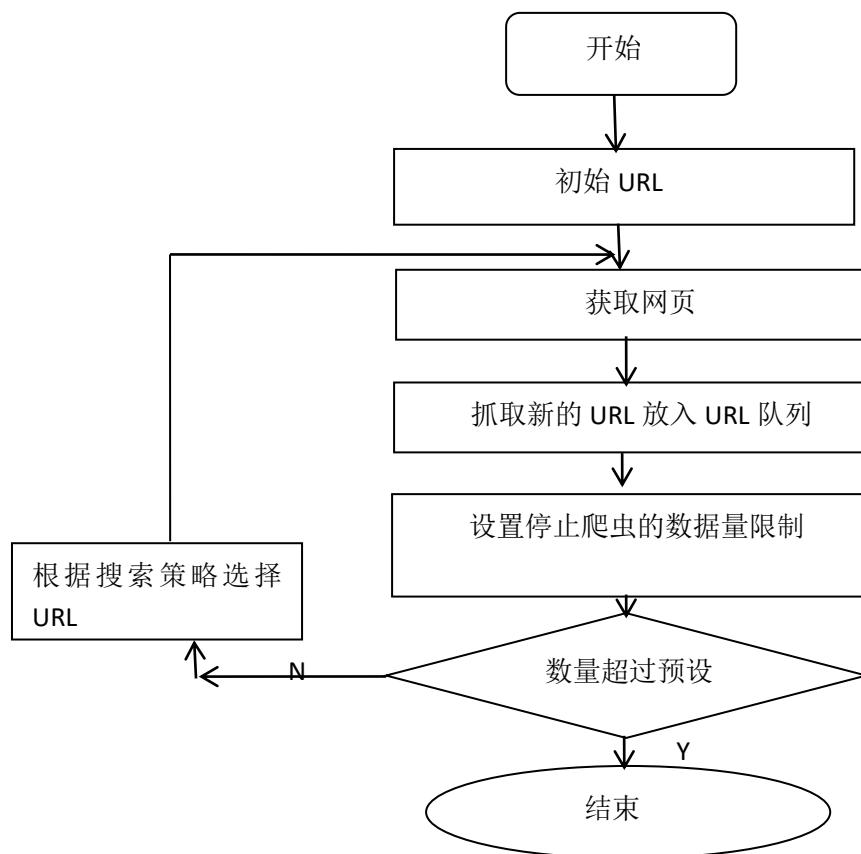 开始
初始 URL
获取网页
抓取新的 URL 放入 URL 队列
设置停止爬虫的数据量限制
根据搜索策略选择
URL
N
数量超过预设
Y
结束